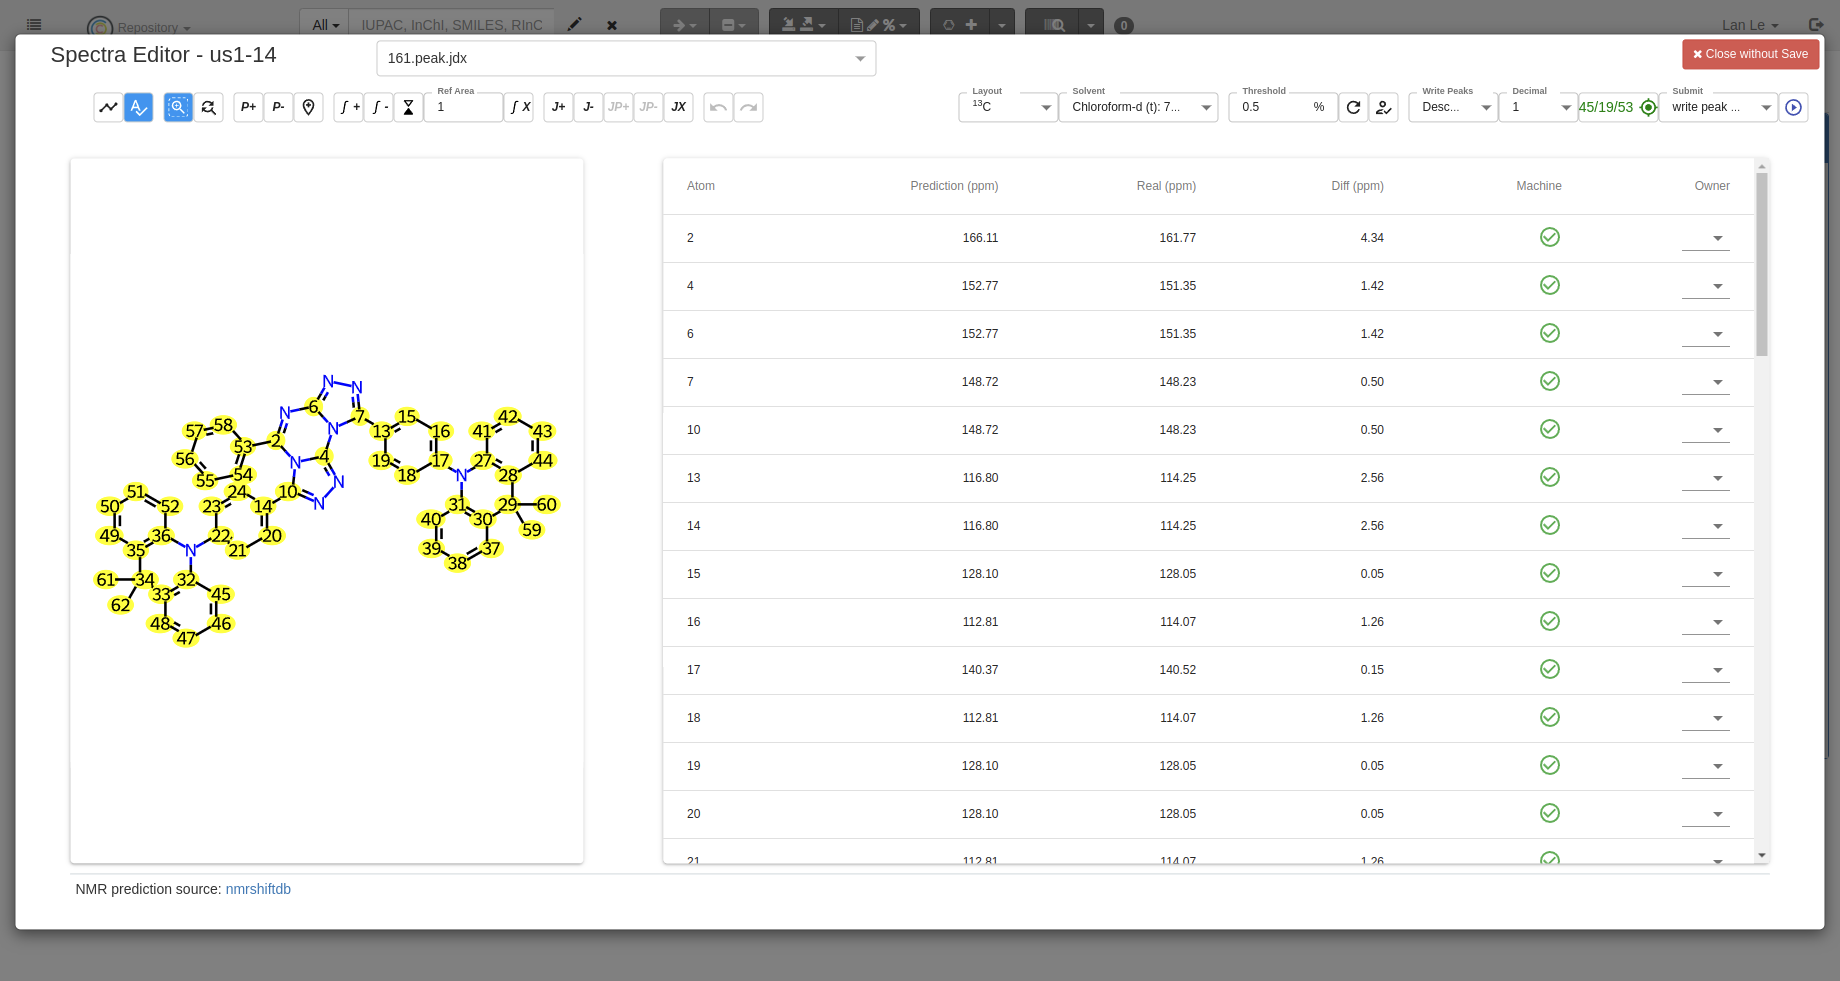 Repository All IUPAC, InChI, SMILES, RInC % 0 Lan Le
Spectra Editor - us1-14 161.peak.jdx Close without Save
Ref Area Layout Solvent Threshold Write Peaks Decimal Submit
P+ P- ∫ + ∫ - 1 ∫ X J+ J- JP+ JP- JX 13C Chloroform-d (t): 7... 0.5 % Desc... 1 45/19/53 write peak ...
N N
6 7
N N
58 57 53 2 13 15 16 42 41 43
56 55 54 N 4 N 19 18 17 27 28 44 N
51 24 10 N
50 52 23 14 31 29 60
49 36 22 20 40 30 59
35 N 21 39 37
38
61 34 32
62 33 45
48 46
47
Atom Prediction (ppm) Real (ppm) Diff (ppm) Machine Owner
2 166.11 161.77 4.34
4 152.77 151.35 1.42
6 152.77 151.35 1.42
7 148.72 148.23 0.50
10 148.72 148.23 0.50
13 116.80 114.25 2.56
14 116.80 114.25 2.56
15 128.10 128.05 0.05
16 112.81 114.07 1.26
17 140.37 140.52 0.15
18 112.81 114.07 1.26
19 128.10 128.05 0.05
20 128.10 128.05 0.05
21 112.81 114.07 1.26
NMR prediction source: nmrshiftdb